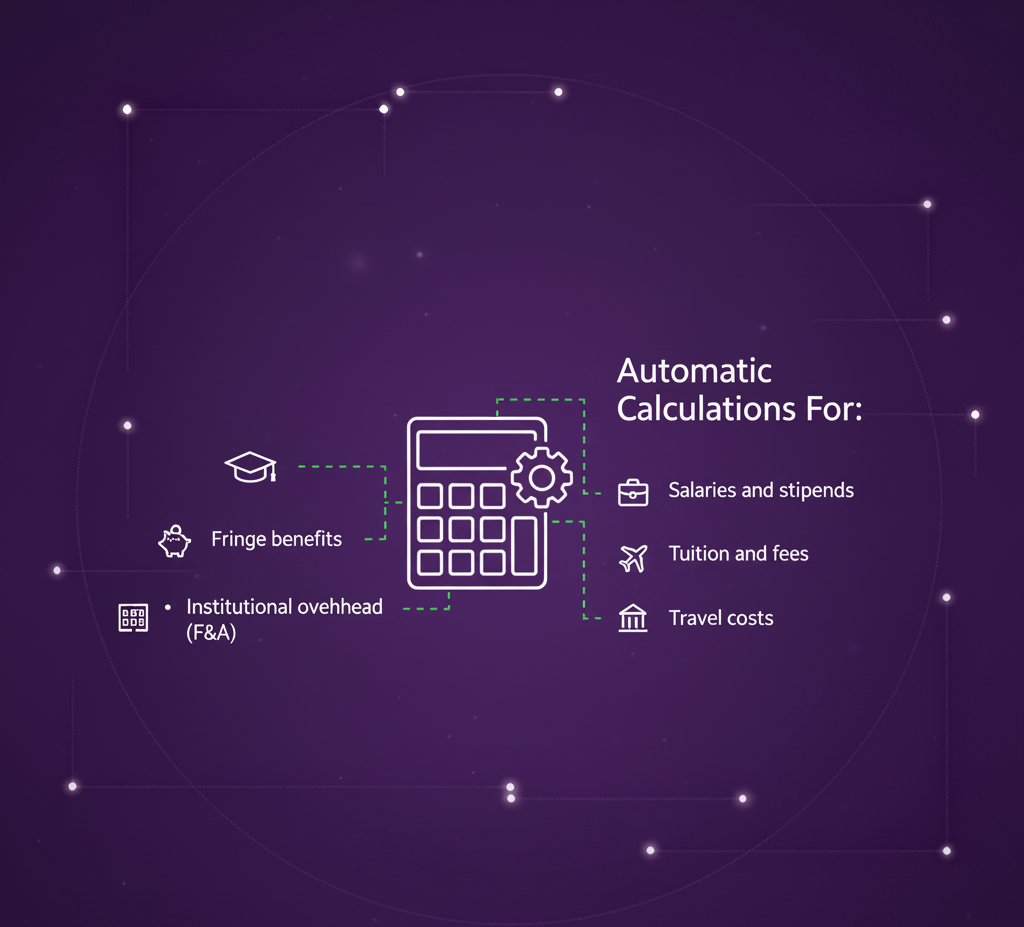 Automatic
Calculations For:
Salaries and stipends
Tuition and fees
Travel costs
Fringe benefits
• Institutional ovehhead
(F&A)